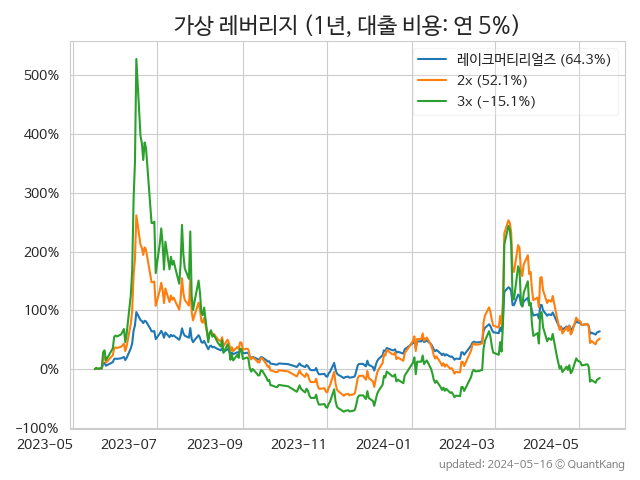 가상 레버리지 (1년, 대출 비용: 연 5%)
레이크머티리얼즈 (64.3%)
2x (52.1%)
3x (−15.1%)
500%
400%
300%
200%
100%
0%
−100%
2023-05 2023-07 2023-09 2023-11 2024-01 2024-03 2024-05
updated: 2024-05-16 © QuantKang